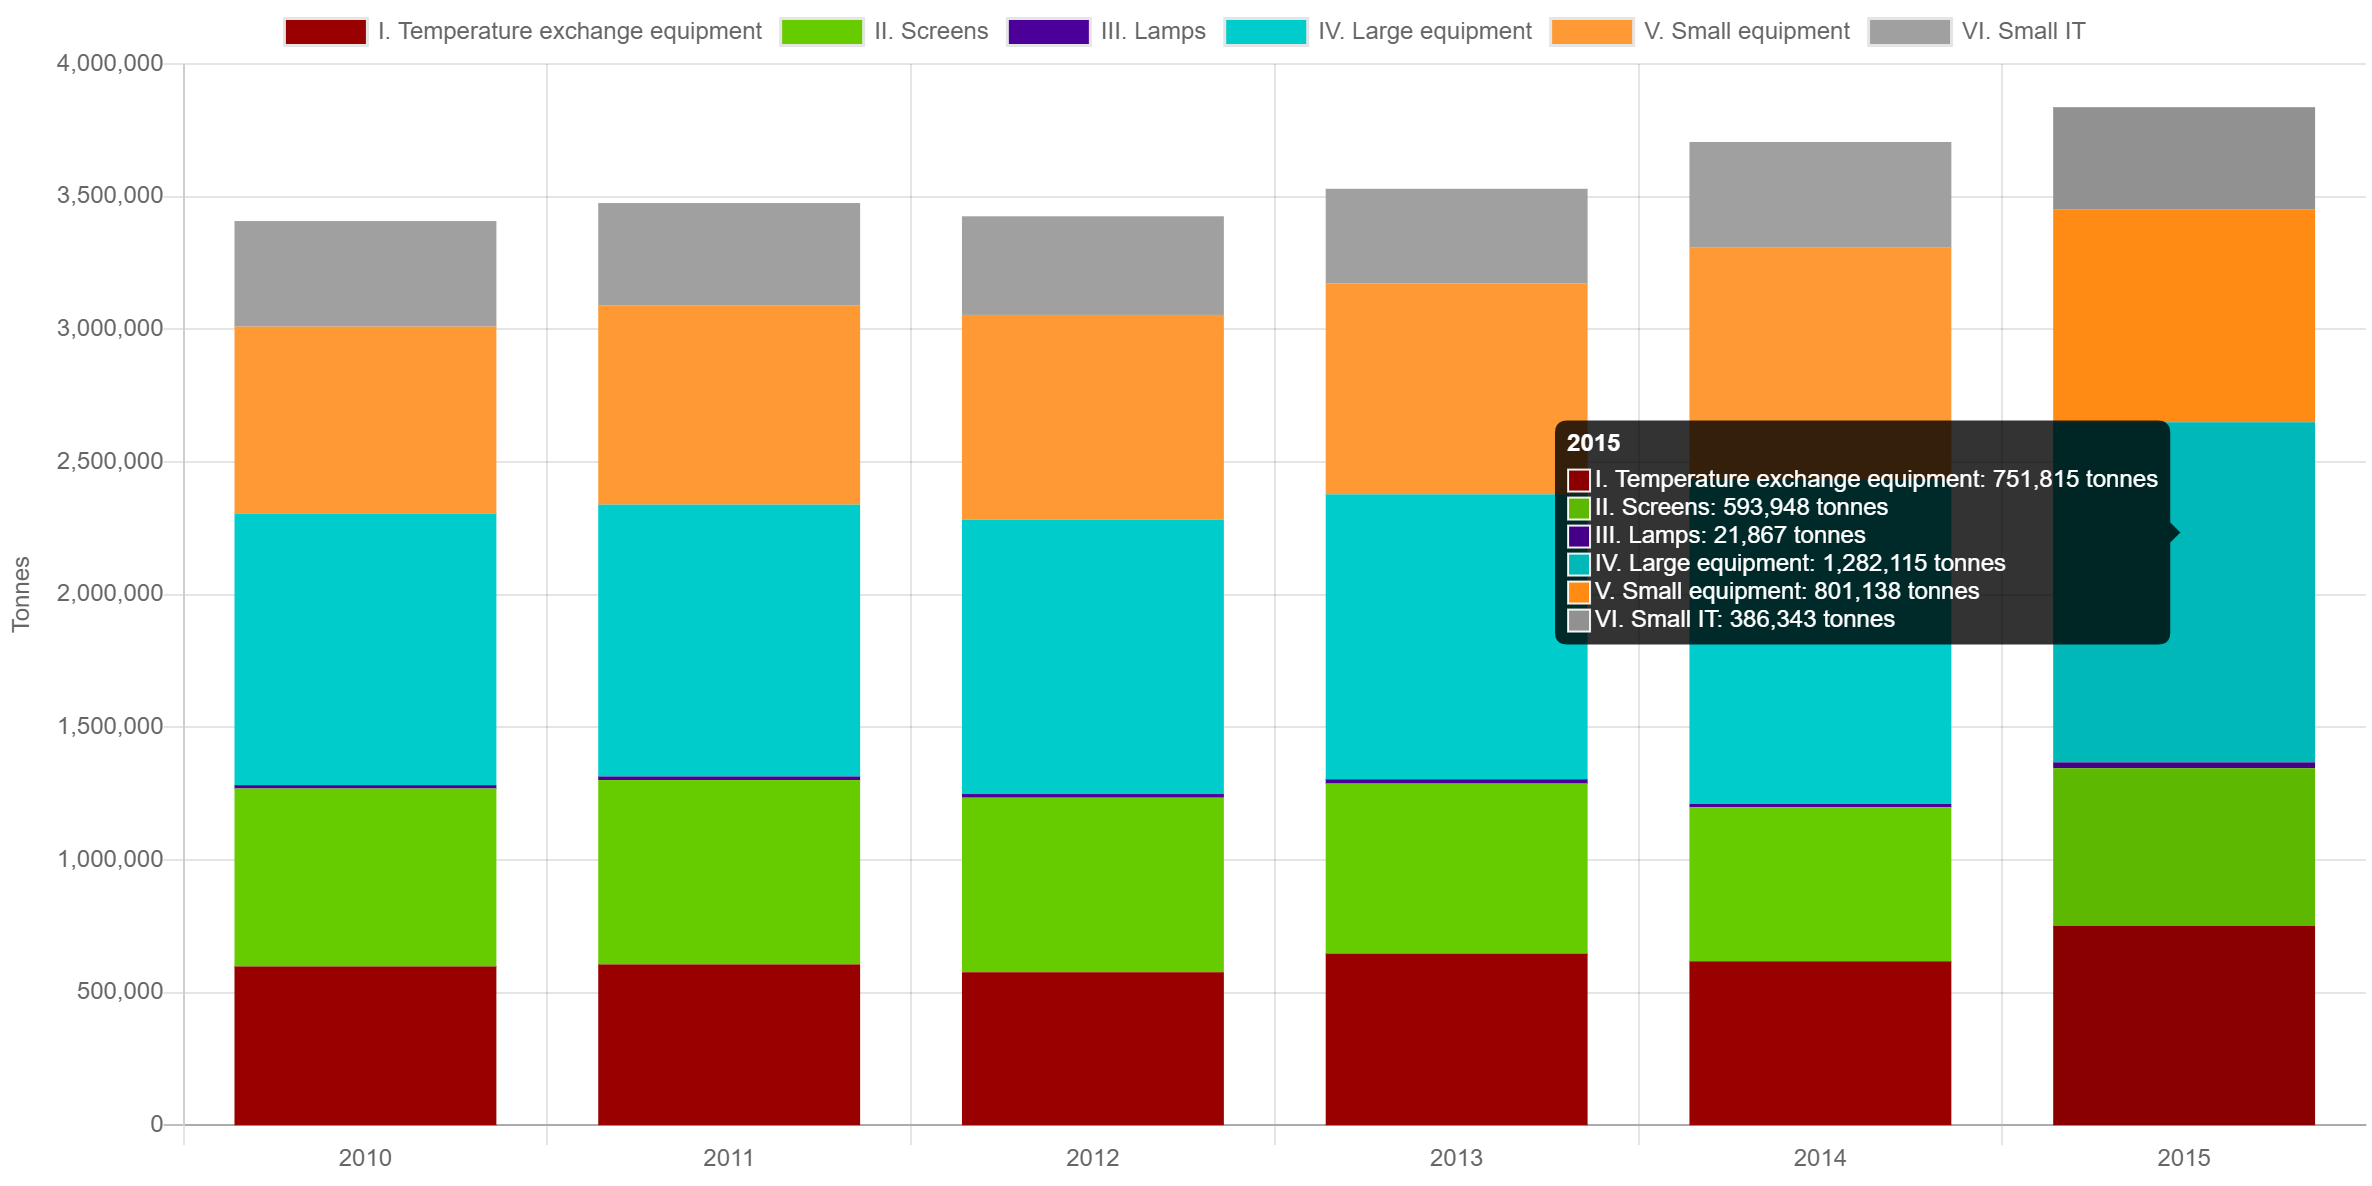 I. Temperature exchange equipment II. Screens III. Lamps IV. Large equipment V. Small equipment VI. Small IT
4,000,000
3,500,000
3,000,000
2,500,000
2,000,000
1,500,000
1,000,000
500,000
0
Tonnes
2015
I. Temperature exchange equipment: 751,815 tonnes
II. Screens: 593,948 tonnes
III. Lamps: 21,867 tonnes
IV. Large equipment: 1,282,115 tonnes
V. Small equipment: 801,138 tonnes
VI. Small IT: 386,343 tonnes
2010 2011 2012 2013 2014 2015